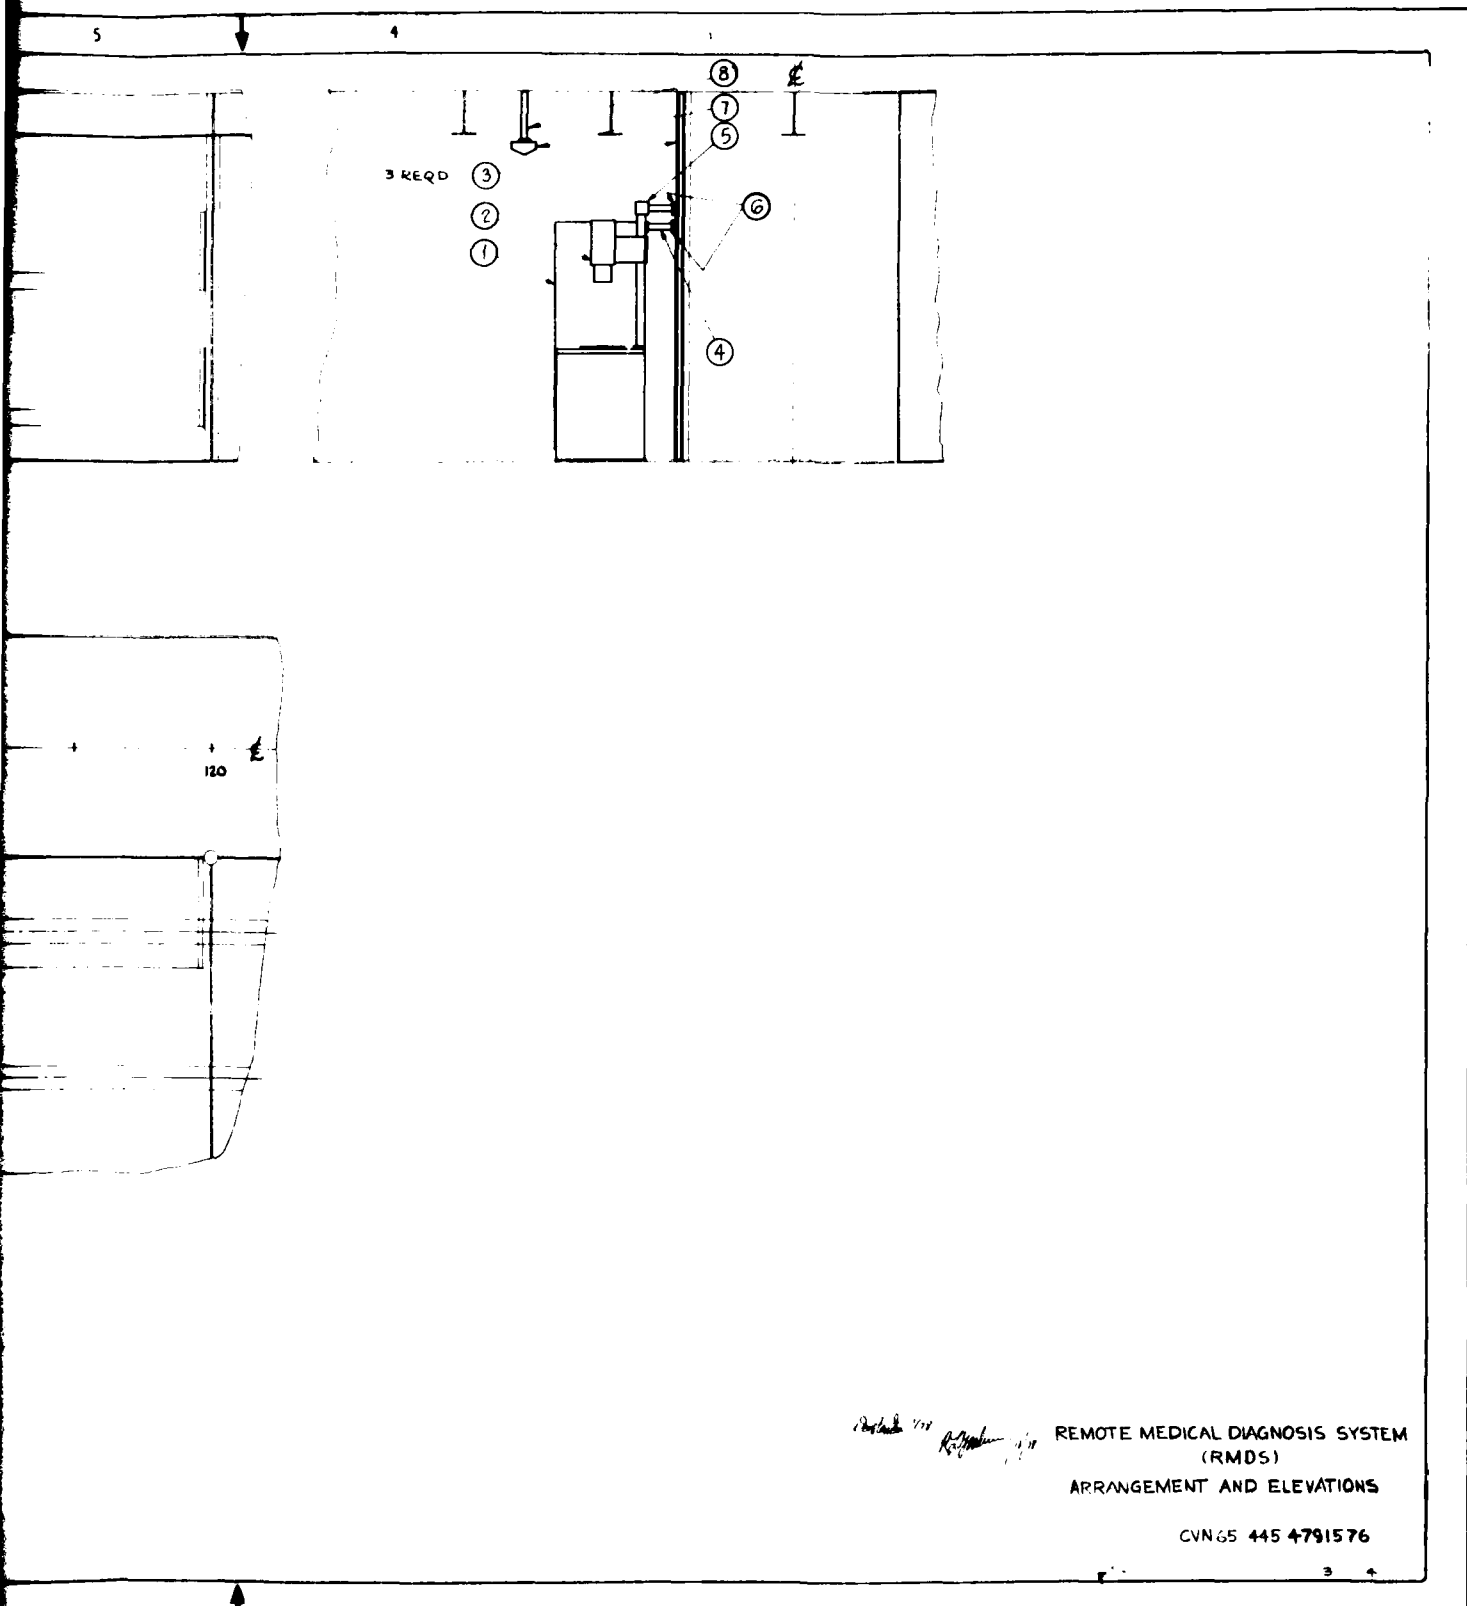 5 4
8 ⅊
7
5
3 REQD 3
2 6
1
4
120 ⅊
REMOTE MEDICAL DIAGNOSIS SYSTEM
(RMDS)
ARRANGEMENT AND ELEVATIONS
CVN65 445 4791576
3 4